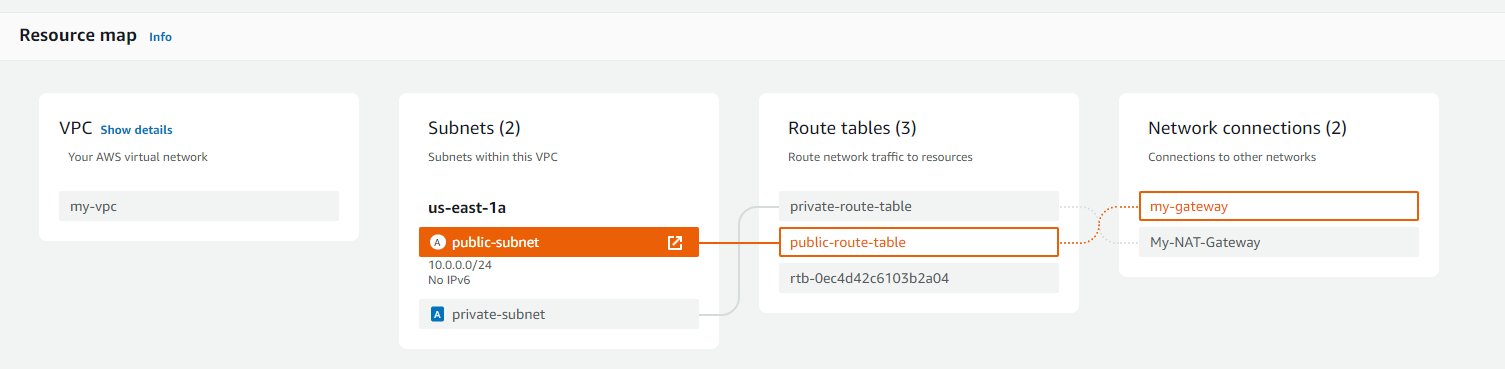 Resource map Info
VPC Show details
Your AWS virtual network
my-vpc
Subnets (2)
Subnets within this VPC
us-east-1a
A public-subnet
10.0.0.0/24
No IPv6
A private-subnet
Route tables (3)
Route network traffic to resources
private-route-table
public-route-table
rtb-0ec4d42c6103b2a04
Network connections (2)
Connections to other networks
my-gateway
My-NAT-Gateway